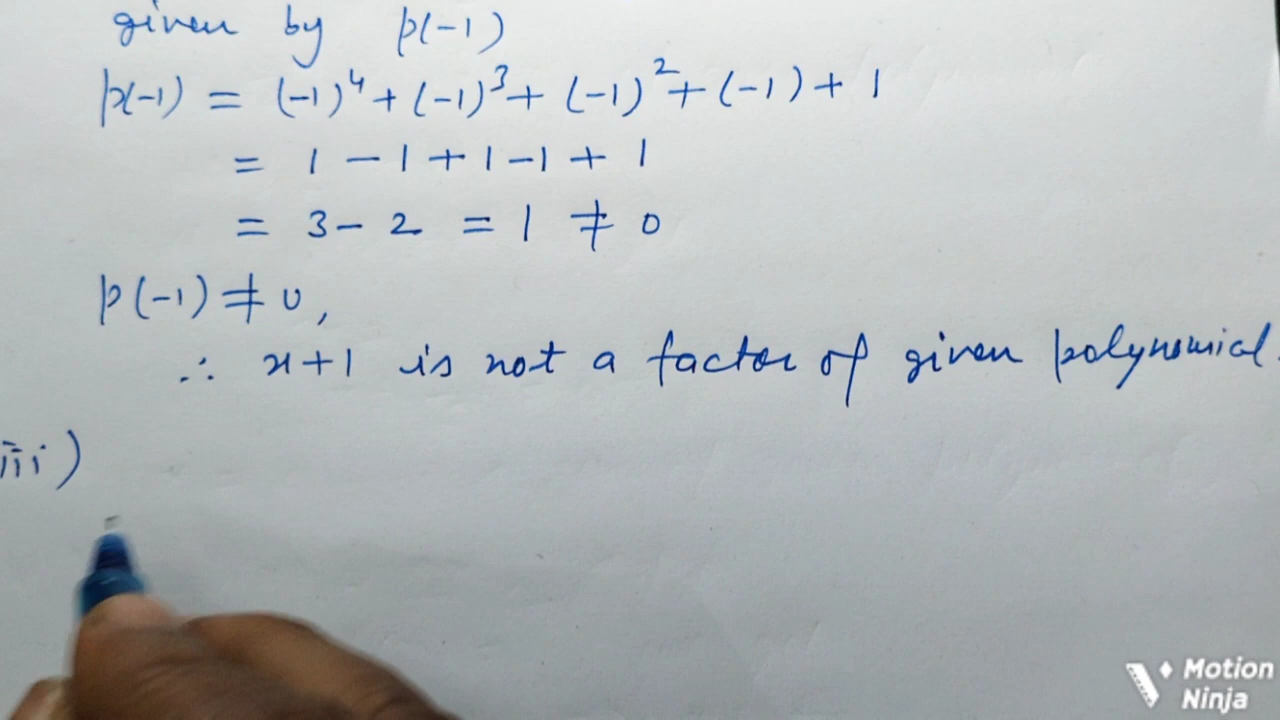 given by p(-1)
p(-1) = (-1)⁴ + (-1)³ + (-1)² + (-1) + 1
= 1 - 1 + 1 - 1 + 1
= 3 - 2 = 1 ≠ 0
p(-1) ≠ 0,
∴ x+1 is not a factor of given polynomial.
iii)
Motion
Ninja